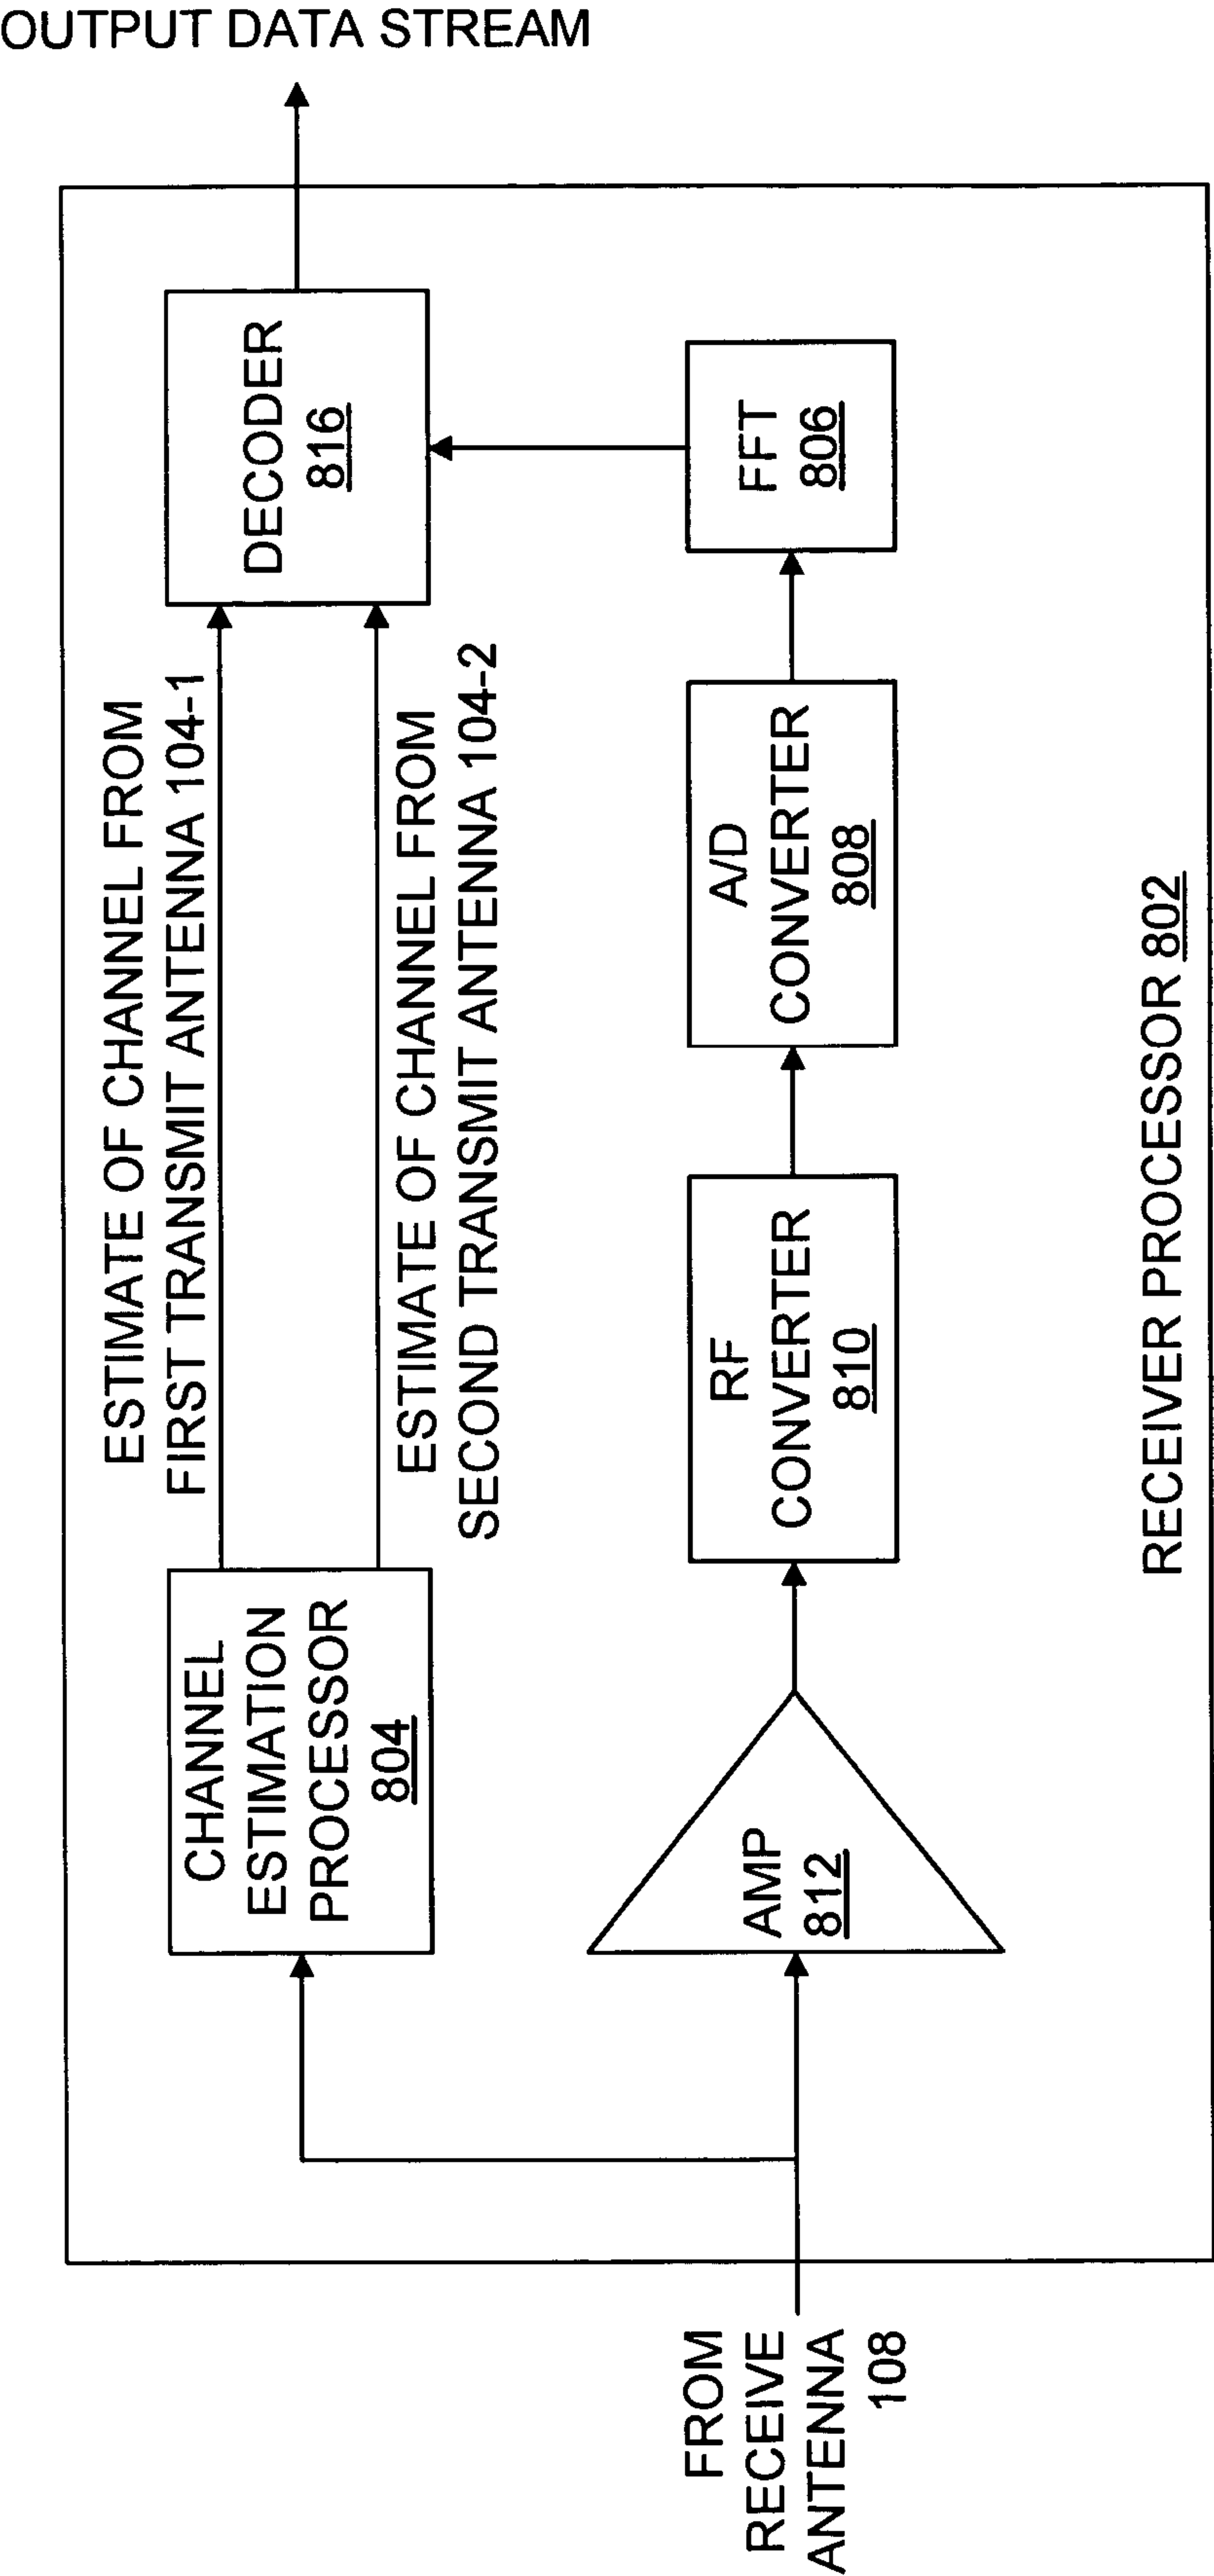 OUTPUT DATA STREAM
ESTIMATE OF CHANNEL FROM
FIRST TRANSMIT ANTENNA 104-1
ESTIMATE OF CHANNEL FROM
SECOND TRANSMIT ANTENNA 104-2
CHANNEL
ESTIMATION
PROCESSOR
804
DECODER
816
FROM
RECEIVE
ANTENNA
108
AMP
812
RF
CONVERTER
810
A/D
CONVERTER
808
FFT
806
RECEIVER PROCESSOR 802